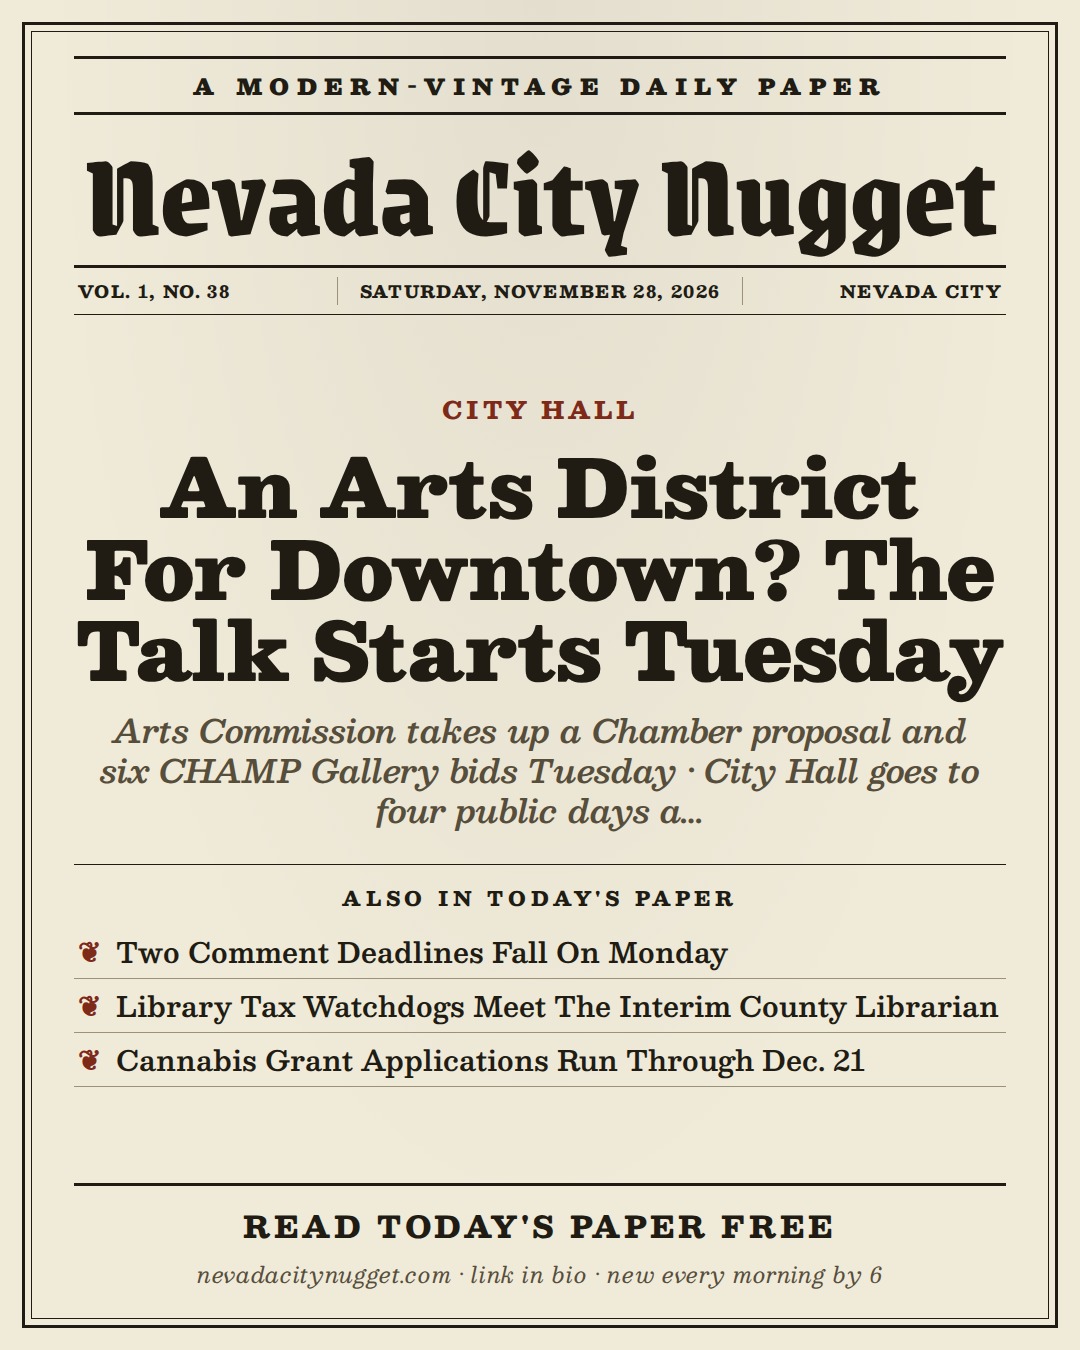 A MODERN-VINTAGE DAILY PAPER
Nevada City Nugget
VOL. 1, NO. 38
SATURDAY, NOVEMBER 28, 2026
NEVADA CITY
CITY HALL
An Arts District
For Downtown? The
Talk Starts Tuesday
Arts Commission takes up a Chamber proposal and
six CHAMP Gallery bids Tuesday · City Hall goes to
four public days a…
ALSO IN TODAY'S PAPER
❦ Two Comment Deadlines Fall On Monday
❦ Library Tax Watchdogs Meet The Interim County Librarian
❦ Cannabis Grant Applications Run Through Dec. 21
READ TODAY'S PAPER FREE
nevadacitynugget.com · link in bio · new every morning by 6